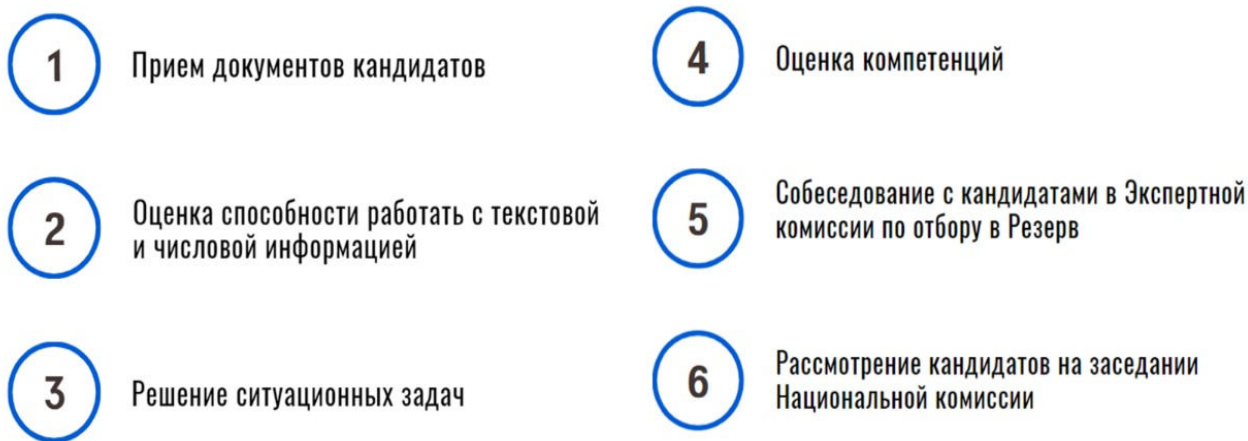 1
Прием документов кандидатов
2
Оценка способности работать с текстовой
и числовой информацией
3
Решение ситуационных задач
4
Оценка компетенций
5
Собеседование с кандидатами в Экспертной
комиссии по отбору в Резерв
6
Рассмотрение кандидатов на заседании
Национальной комиссии